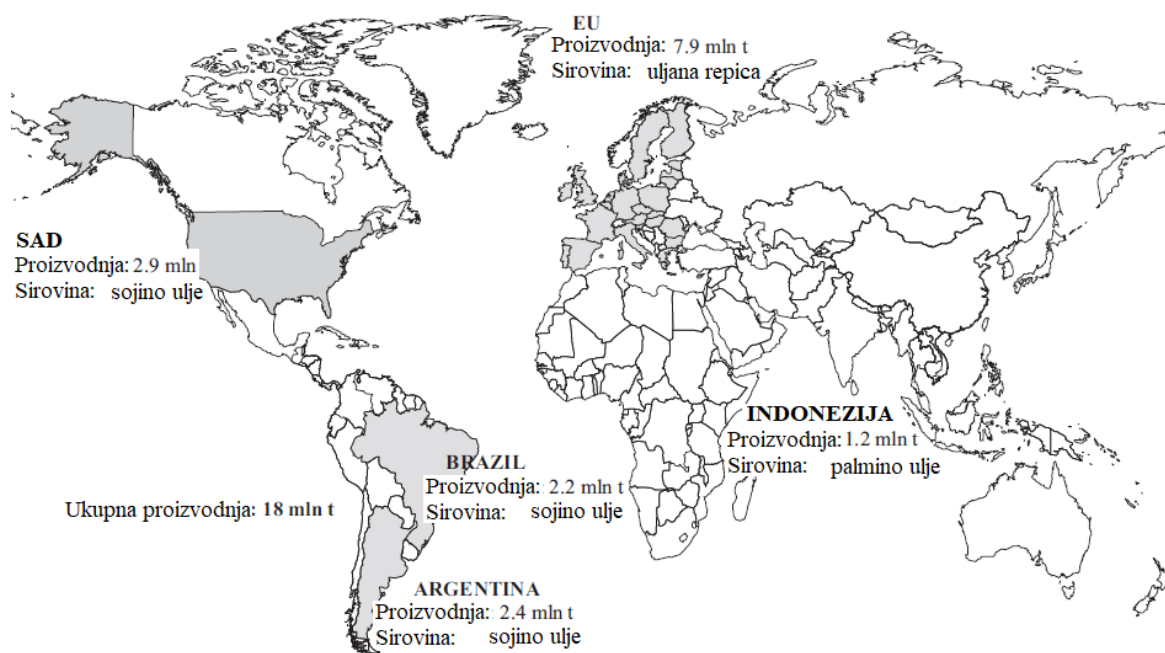 EU
Proizvodnja: 7.9 mln t
Sirovina: uljana repica
SAD
Proizvodnja: 2.9 mln
Sirovina: sojino ulje
INDONEZIJA
Proizvodnja: 1.2 mln t
Sirovina: palmino ulje
BRAZIL
Proizvodnja: 2.2 mln t
Sirovina: sojino ulje
Ukupna proizvodnja: 18 mln t
ARGENTINA
Proizvodnja: 2.4 mln t
Sirovina: sojino ulje